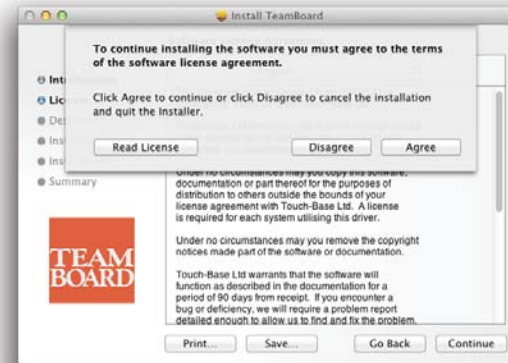 Install TeamBoard
To continue installing the software you must agree to the terms
of the software license agreement.
Click Agree to continue or click Disagree to cancel the installation
and quit the Installer.
Read License
Disagree
Agree
Summary
TEAM
BOARD
Under no circumstances may you copy this software,
documentation or part thereof for the purposes of
distribution to others outside the bounds of your
license agreement with Touch-Base Ltd. A license
is required for each system utilising this driver.
Under no circumstances may you remove the copyright
notices made part of the software or documentation.
Touch-Base Ltd warrants that the software will
function as described in the documentation for a
period of 90 days from receipt. If you encounter a
bug or deficiency, we will require a problem report
detailed enough to allow us to find and fix the problem.
Print...
Save...
Go Back
Continue